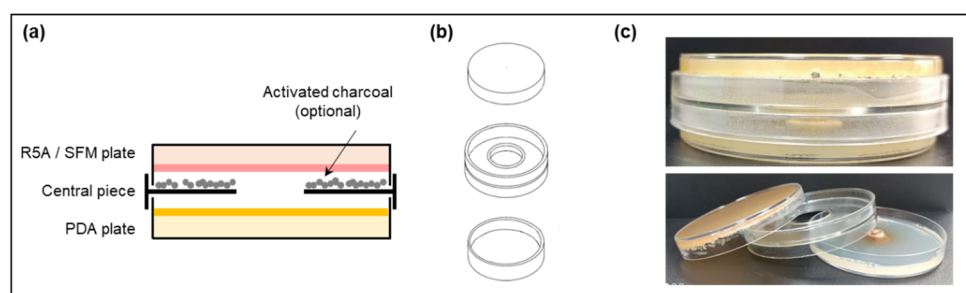 (a)
Activated charcoal
(optional)
R5A / SFM plate
Central piece
PDA plate
(b)
(c)